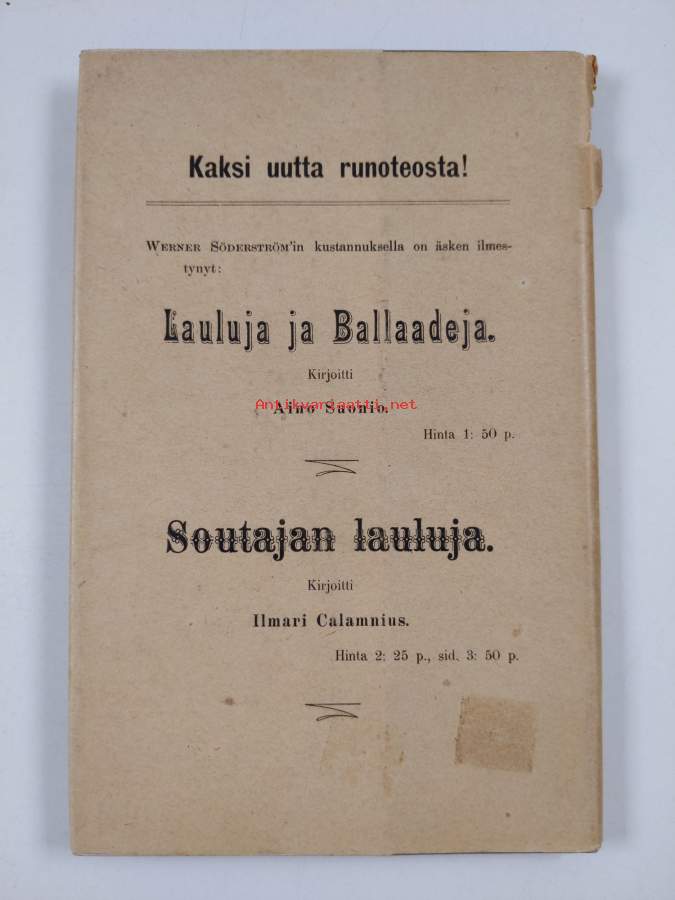 Kaksi uutta runoteosta!
WERNER SÖDERSTRÖM'in kustannuksella on äsken ilmes-
tynyt:
Lauluja ja Ballaadeja.
Kirjoitti
Antikvariaatti.net
Aino Suonio.
Hinta 1: 50 p.
Soutajan lauluja.
Kirjoitti
Ilmari Calamnius.
Hinta 2: 25 p., sid. 3: 50 p.